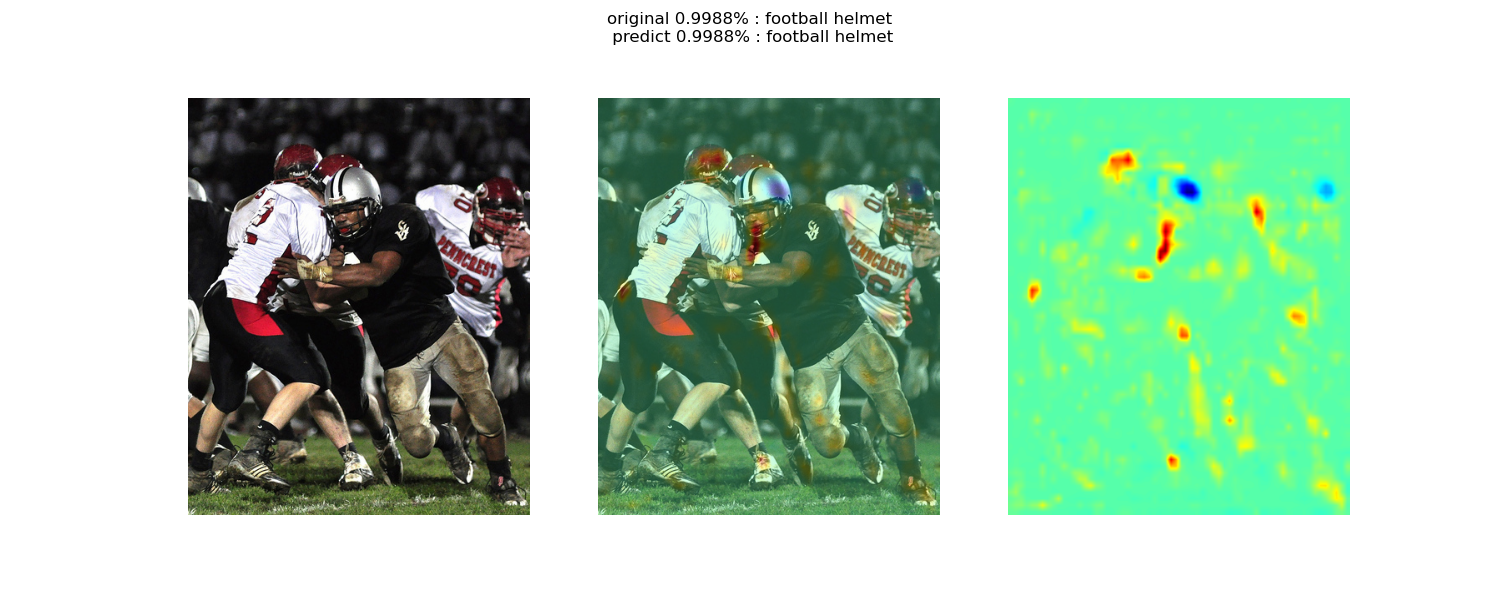 original 0.9988% : football helmet
predict 0.9988% : football helmet
PENNCREST